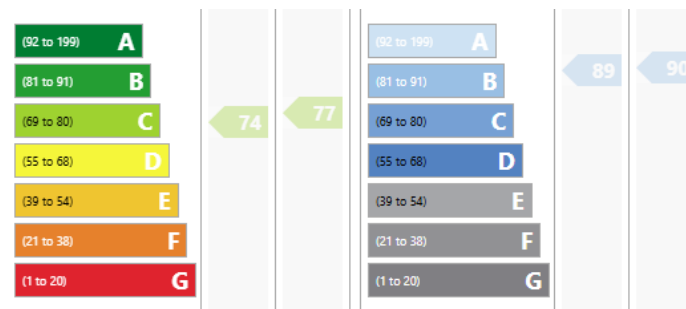 (92 to 199) A
(81 to 91) B
(69 to 80) C
(55 to 68) D
(39 to 54) E
(21 to 38) F
(1 to 20) G
74
77
(92 to 199) A
(81 to 91) B
(69 to 80) C
(55 to 68) D
(39 to 54) E
(21 to 38) F
(1 to 20) G
89
90